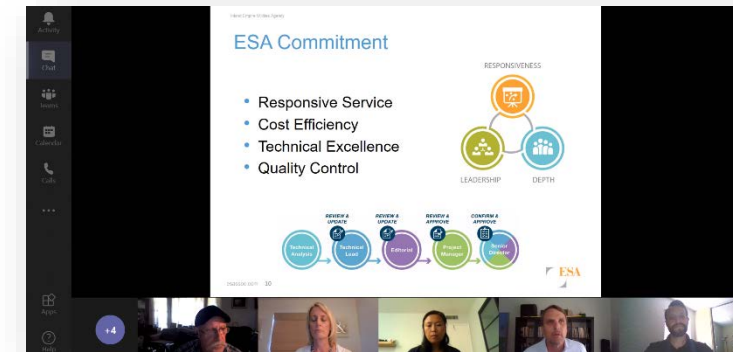 ESA Commitment
Activity
Chat
Teams
Calendar
Calls
Apps
Help
• Responsive Service
• Cost Efficiency
• Technical Excellence
• Quality Control
RESPONSIVENESS
LEADERSHIP
DEPTH
REVIEW &
UPDATE
REVIEW &
UPDATE
REVIEW &
APPROVE
CONFIRM &
APPROVE
Technical
Analysis
Technical
Lead
Editorial
Project
Manager
Senior
Director
10
ESA
+4